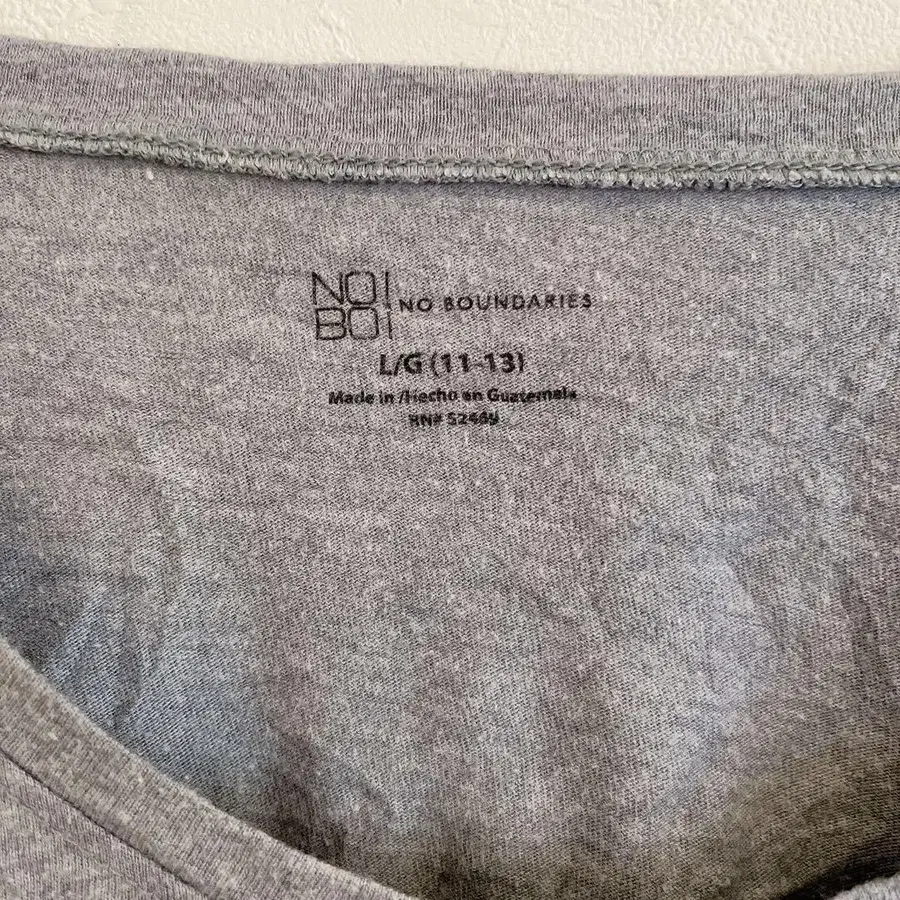 NO
BO
NO BOUNDARIES
L/G (11-13)
Made in /Hecho en Guatemala
RN# 52469